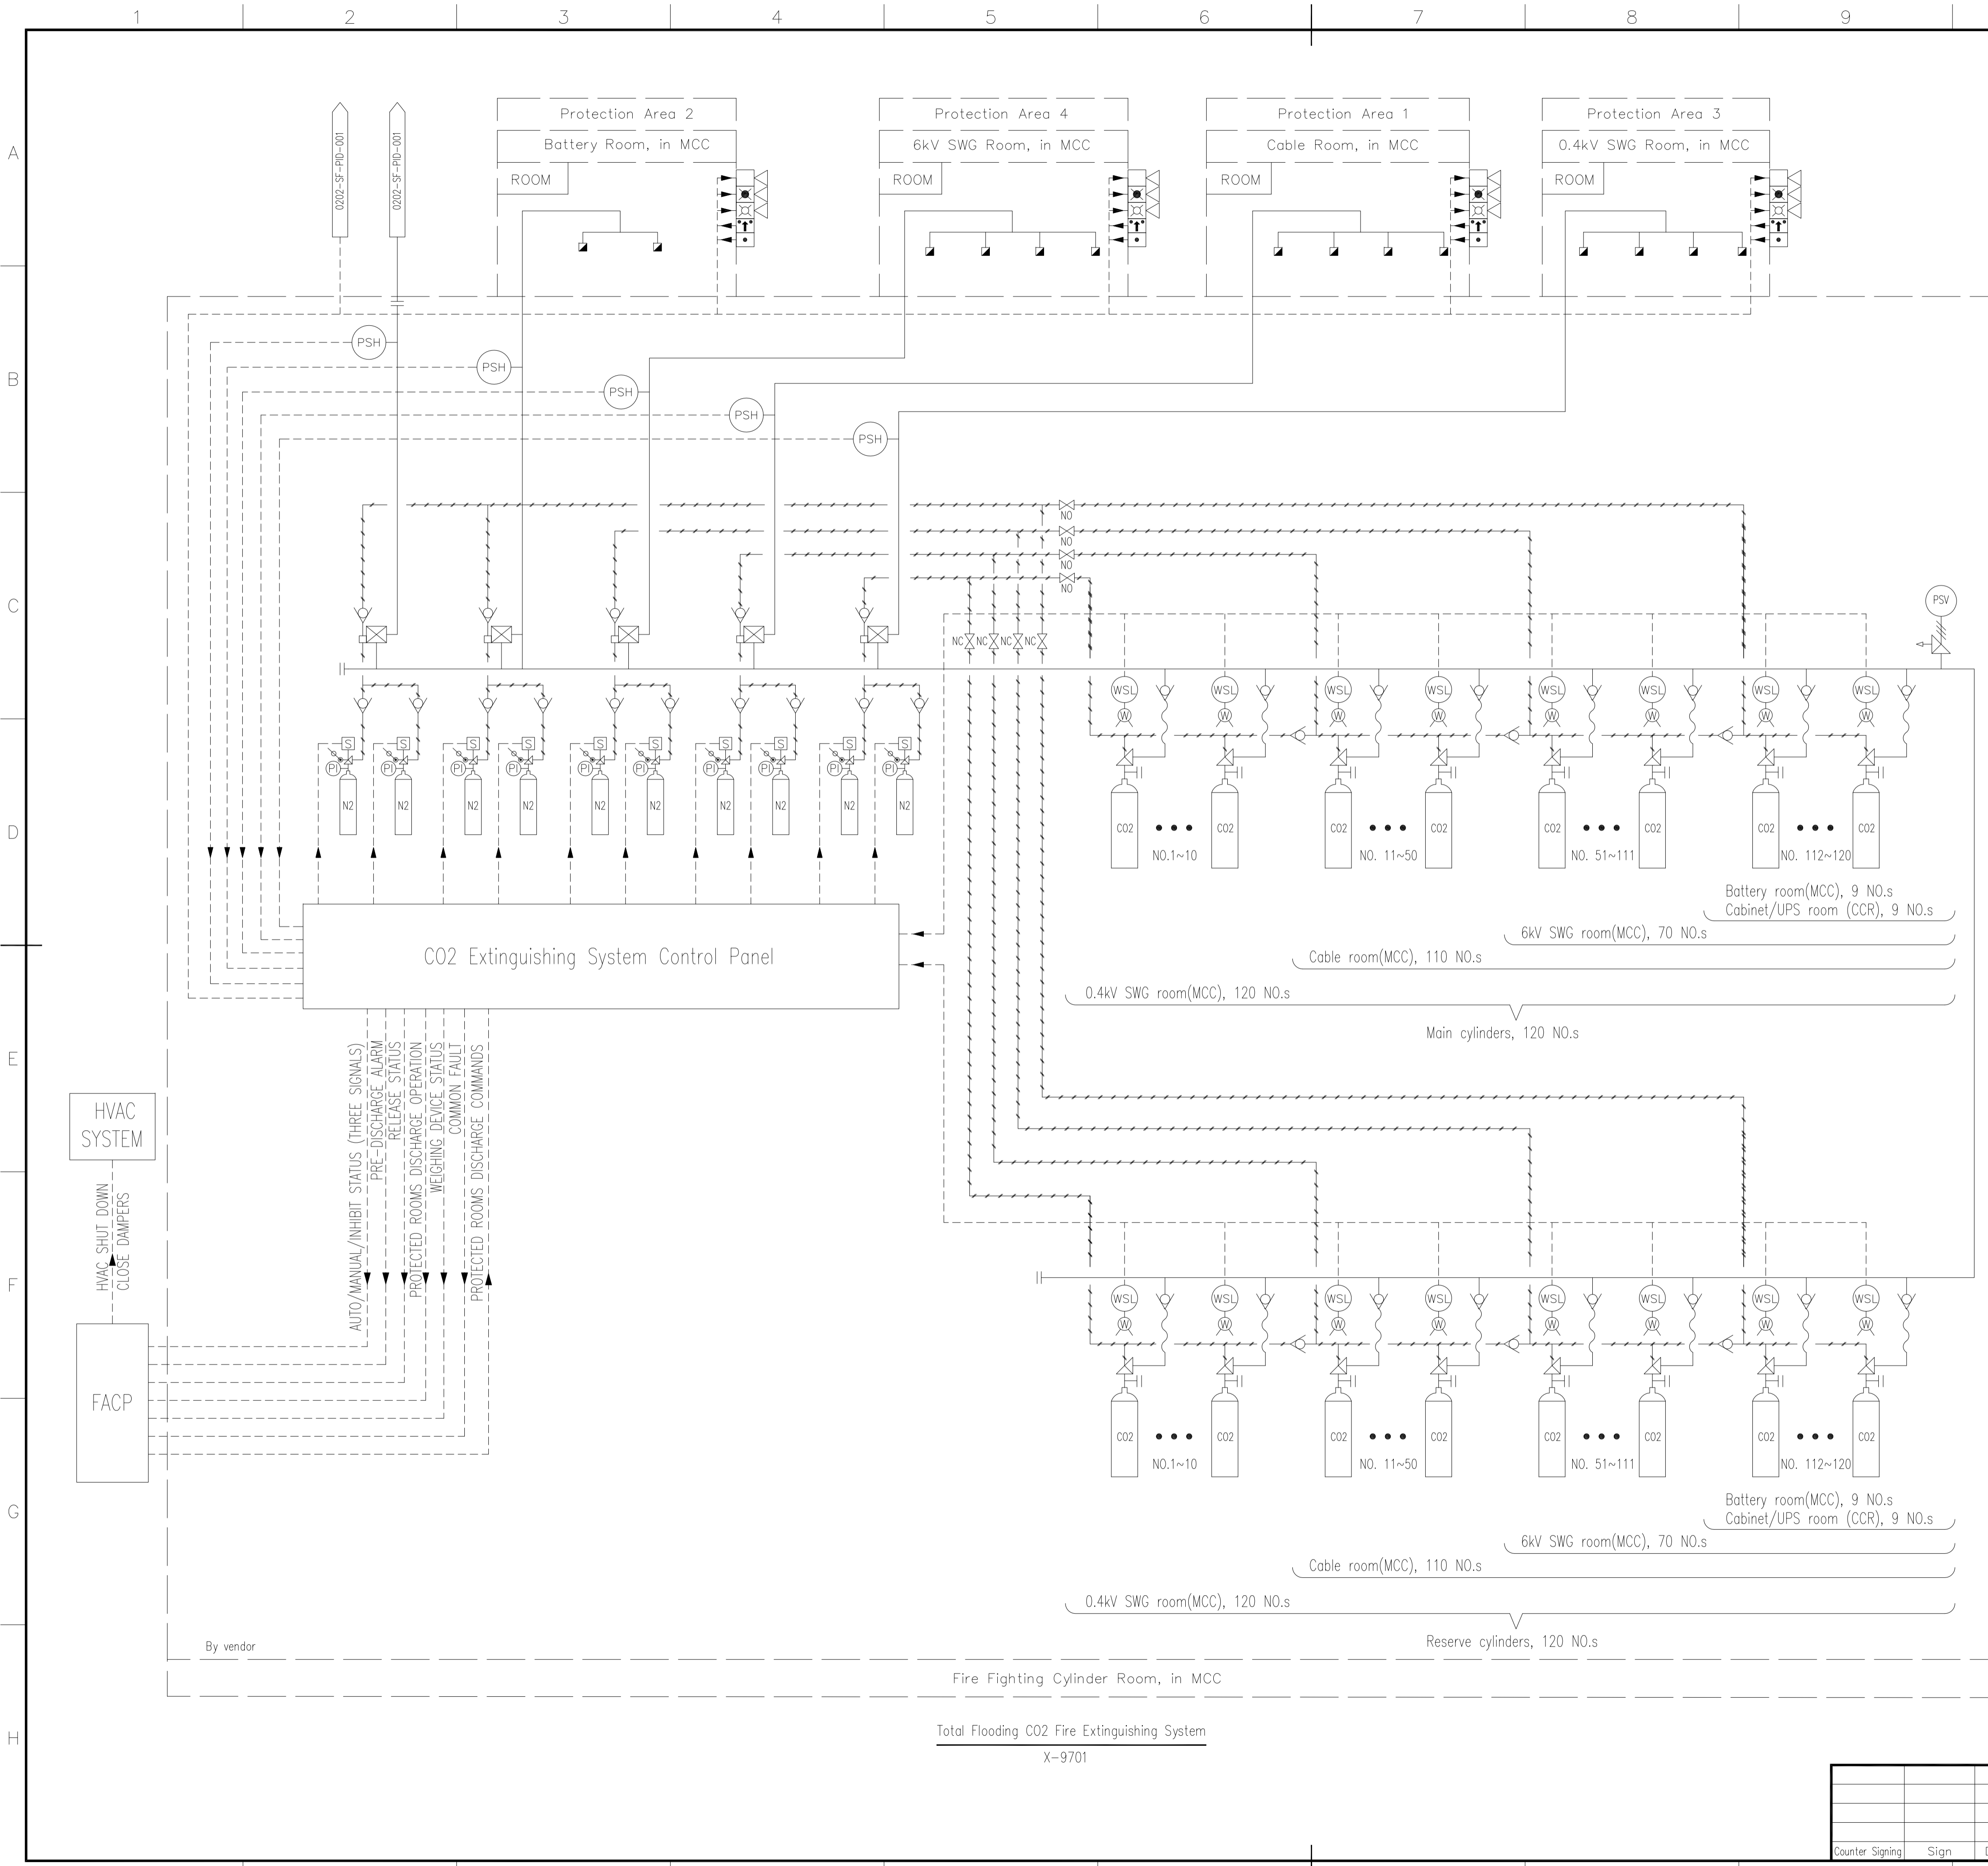 1 2 3 4 5 6 7 8 9
A
B
C
D
E
F
G
H
0202-SF-PID-001
0202-SF-PID-001
Protection Area 2
Battery Room, in MCC
ROOM
Protection Area 4
6kV SWG Room, in MCC
ROOM
Protection Area 1
Cable Room, in MCC
ROOM
Protection Area 3
0.4kV SWG Room, in MCC
ROOM
PSH
PSH
PSH
PSH
PSH
NO
NO
NO
NO
NC NC NC NC
PSV
WSL WSL WSL WSL WSL WSL WSL WSL
W W W W W W W W
S S S S S S S S S S
PI PI PI PI PI PI PI PI PI PI
N2 N2 N2 N2 N2 N2 N2 N2 N2 N2
CO2 CO2 CO2 CO2 CO2 CO2 CO2 CO2
NO.1~10 NO. 11~50 NO. 51~111 NO. 112~120
Battery room(MCC), 9 NO.s
Cabinet/UPS room (CCR), 9 NO.s
6kV SWG room(MCC), 70 NO.s
Cable room(MCC), 110 NO.s
0.4kV SWG room(MCC), 120 NO.s
Main cylinders, 120 NO.s
CO2 Extinguishing System Control Panel
AUTO/MANUAL/INHIBIT STATUS (THREE SIGNALS)
PRE-DISCHARGE ALARM
RELEASE STATUS
PROTECTED ROOMS DISCHARGE OPERATION
WEIGHING DEVICE STATUS
COMMON FAULT
PROTECTED ROOMS DISCHARGE COMMANDS
HVAC
SYSTEM
HVAC SHUT DOWN
CLOSE DAMPERS
FACP
WSL WSL WSL WSL WSL WSL WSL WSL
W W W W W W W W
CO2 CO2 CO2 CO2 CO2 CO2 CO2 CO2
NO.1~10 NO. 11~50 NO. 51~111 NO. 112~120
Battery room(MCC), 9 NO.s
Cabinet/UPS room (CCR), 9 NO.s
6kV SWG room(MCC), 70 NO.s
Cable room(MCC), 110 NO.s
0.4kV SWG room(MCC), 120 NO.s
Reserve cylinders, 120 NO.s
By vendor
Fire Fighting Cylinder Room, in MCC
Total Flooding CO2 Fire Extinguishing System
X-9701
Counter Signing Sign